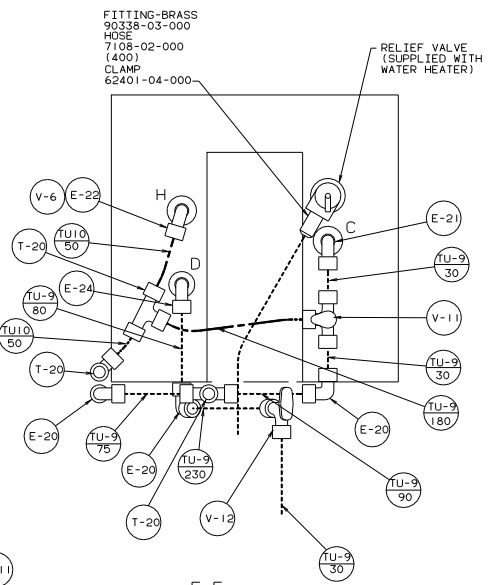 FITTING-BRASS
90338-03-000
HOSE
7108-02-000
(400)
CLAMP
62401-04-000
RELIEF VALVE
(SUPPLIED WITH
WATER HEATER)
H
V-6
E-22
C
E-21
TU10
50
T-20
D
E-24
TU-9
30
TU-9
80
V-11
TU10
50
T-20
TU-9
30
E-20
TU-9
75
E-20
TU-9
230
TU-9
180
E-20
TU-9
90
T-20
V-12
TU-9
30